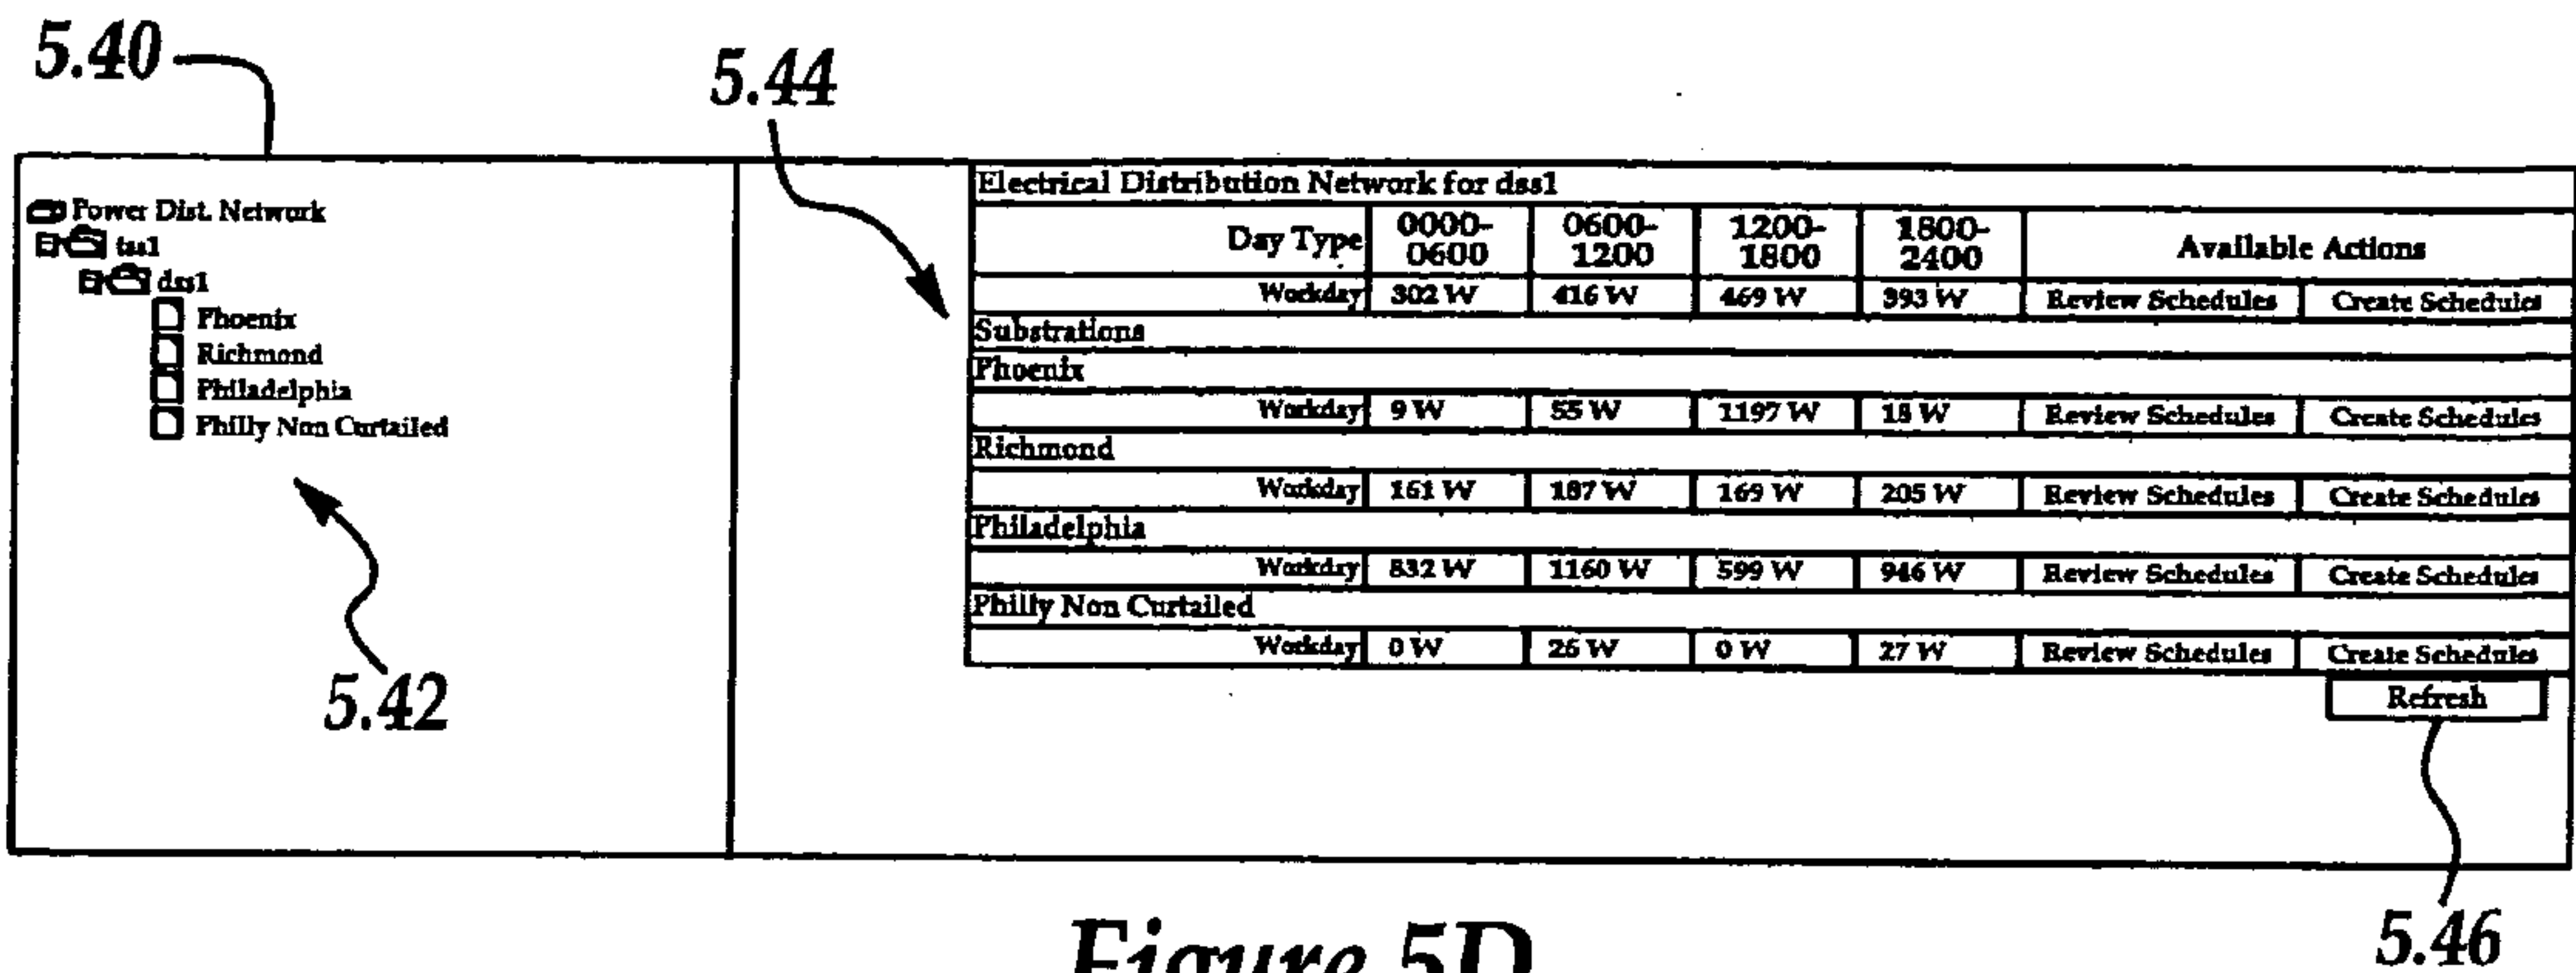 5.40
5.44
Power Dist. Network
tss1
dss1
Phoenix
Richmond
Philadelphia
Philly Non Curtailed
5.42
Electrical Distribution Network for dss1
Day Type 0000-0600 0600-1200 1200-1800 1800-2400 Available Actions
Workday 302 W 416 W 469 W 393 W Review Schedules Create Schedules
Substrations
Phoenix
Workday 9 W 55 W 1197 W 18 W Review Schedules Create Schedules
Richmond
Workday 161 W 187 W 169 W 205 W Review Schedules Create Schedules
Philadelphia
Workday 832 W 1160 W 599 W 946 W Review Schedules Create Schedules
Philly Non Curtailed
Workday 0 W 26 W 0 W 27 W Review Schedules Create Schedules
Refresh
5.46
Figure 5D